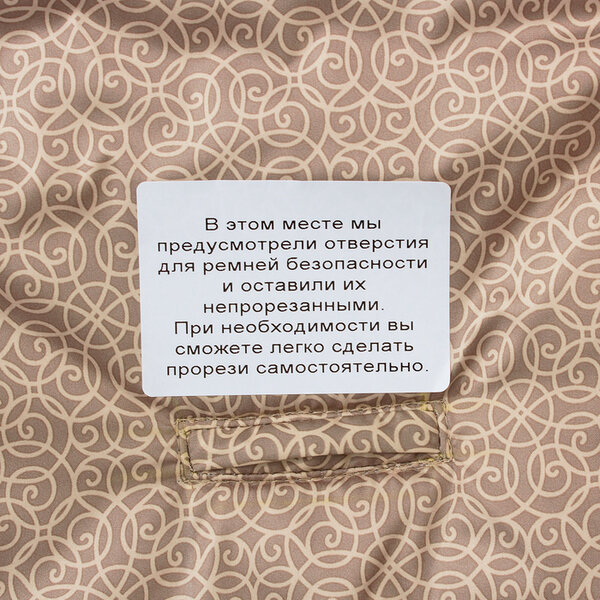 В этом месте мы
предусмотрели отверстия
для ремней безопасности
и оставили их
непрорезанными.
При необходимости вы
сможете легко сделать
прорези самостоятельно.